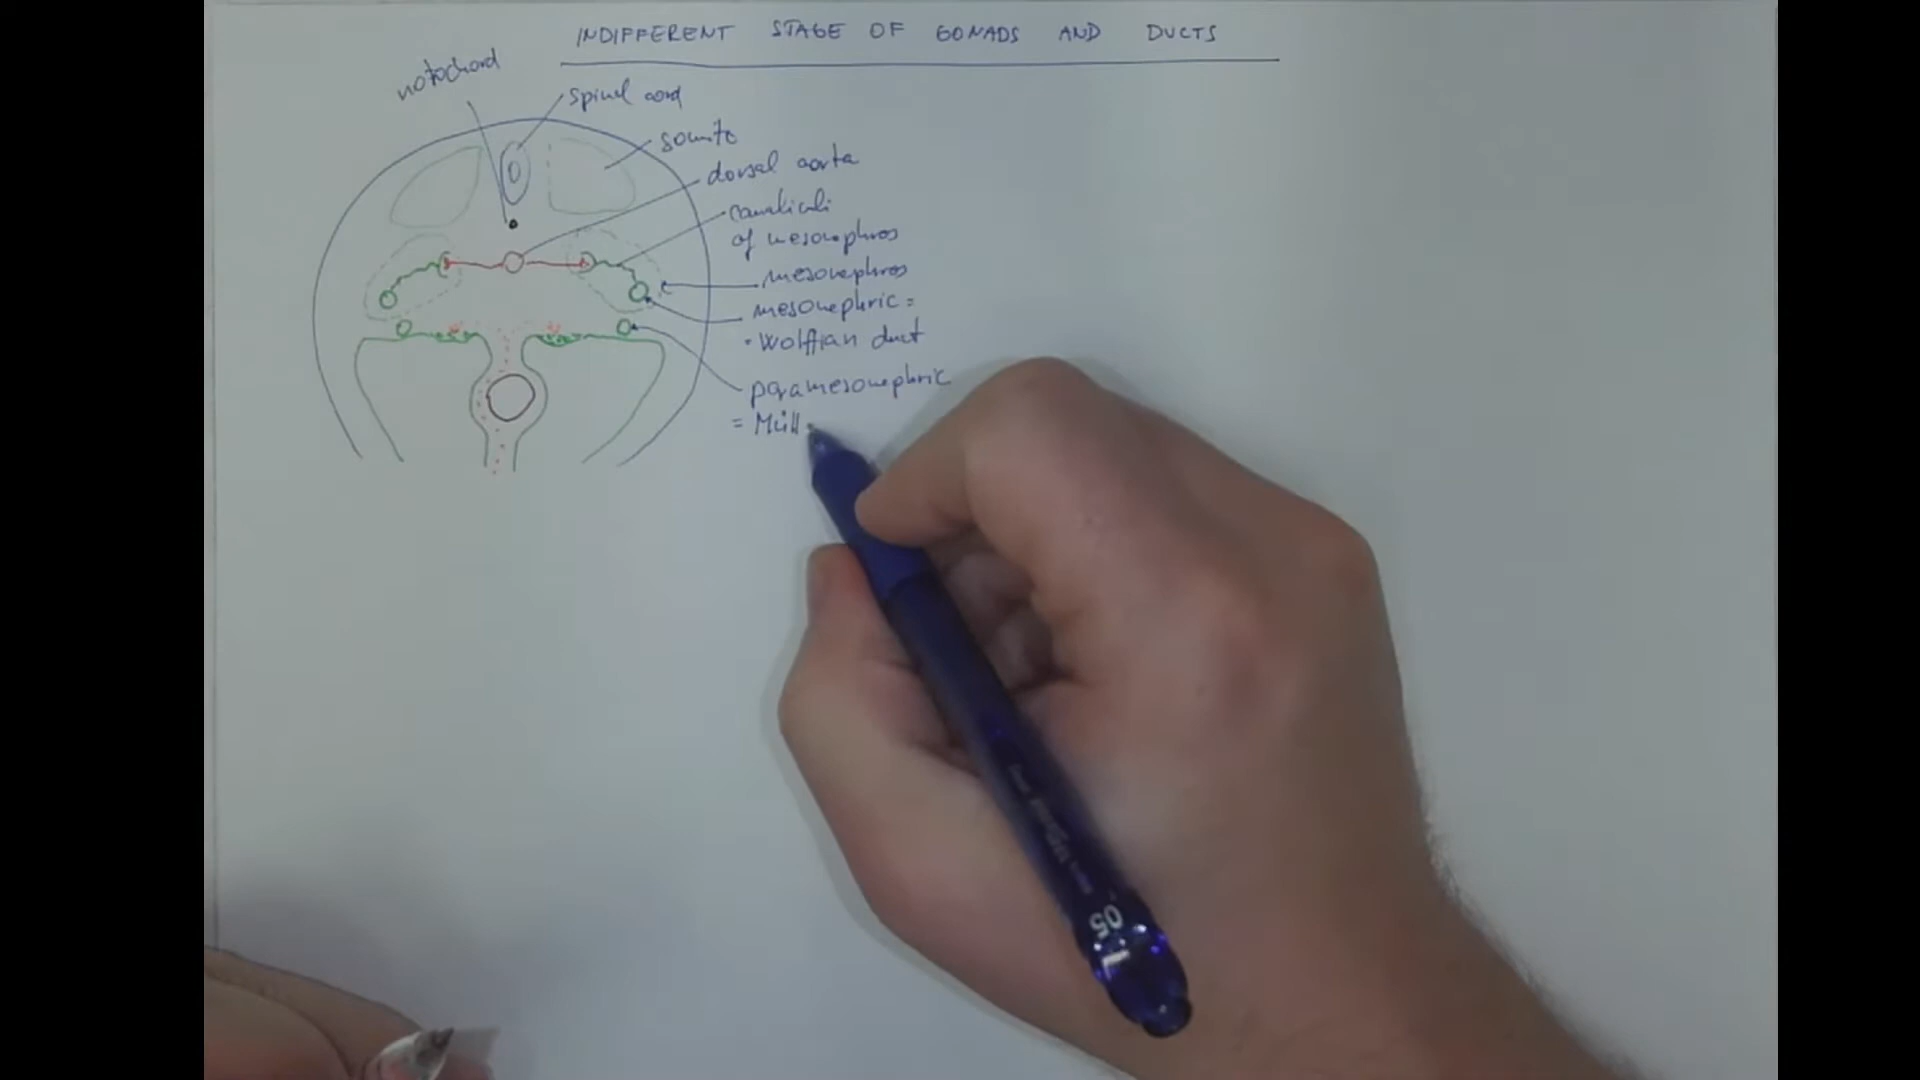 INDIFFERENT STAGE OF GONADS AND DUCTS
notochord
spinal cord
somite
dorsal aorta
canaliculi
of mesonephros
mesonephros
mesonephric =
= Wolffian duct
paramesonephric
= Müll
05